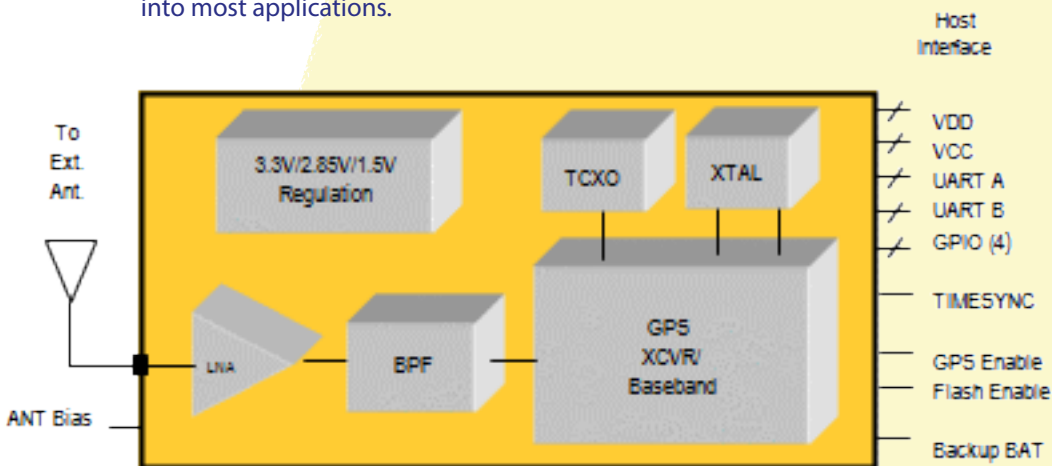 into most applications.
Host
Interface
To
Ext.
Ant.
3.3V/2.85V/1.5V
Regulation
TCXO
XTAL
VDD
VCC
UART A
UART B
GPIO (4)
TIMESYNC
LNA
BPF
GPS
XCVR/
Baseband
GPS Enable
Flash Enable
ANT Bias
Backup BAT